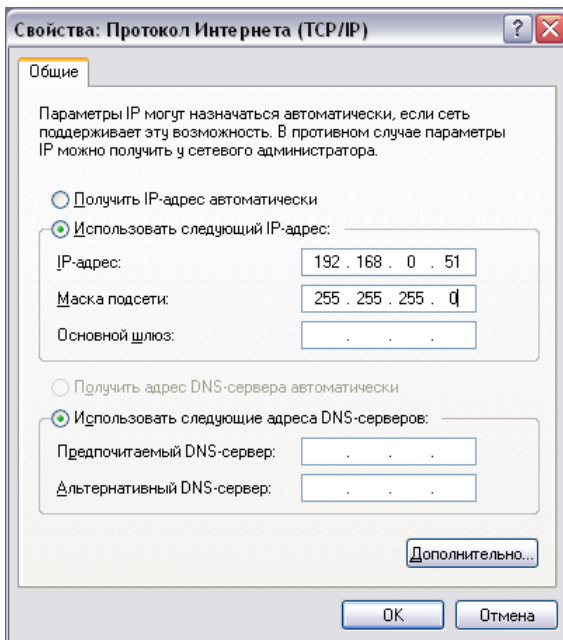 Свойства: Протокол Интернета (TCP/IP)
Общие
Параметры IP могут назначаться автоматически, если сеть
поддерживает эту возможность. В противном случае параметры
IP можно получить у сетевого администратора.
Получить IP-адрес автоматически
Использовать следующий IP-адрес:
IP-адрес: 192 . 168 . 0 . 51
Маска подсети: 255 . 255 . 255 . 0
Основной шлюз: . . .
Получить адрес DNS-сервера автоматически
Использовать следующие адреса DNS-серверов:
Предпочитаемый DNS-сервер: . . .
Альтернативный DNS-сервер: . . .
Дополнительно...
OK Отмена